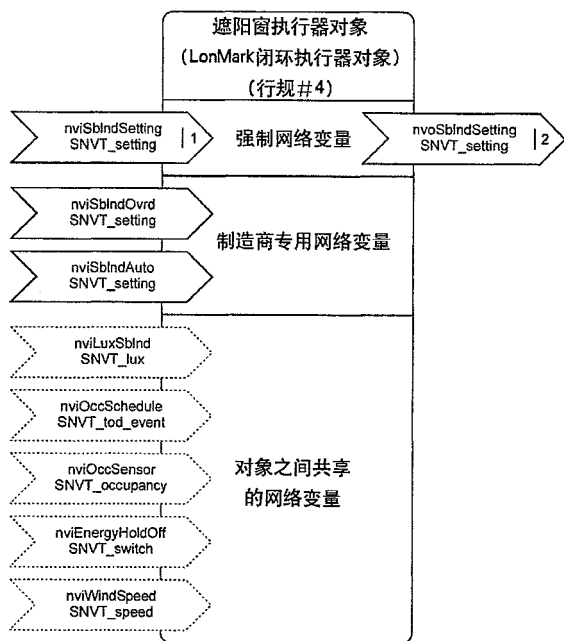 遮阳窗执行器对象
（LonMark闭环执行器对象）
（行规＃4）
nviSblndSetting
SNVT_setting
1
强制网络变量
nvoSblndSetting
SNVT_setting
2
nviSblndOvrd
SNVT_setting
制造商专用网络变量
nviSblndAuto
SNVT_setting
nviLuxSblnd
SNVT_lux
nviOccSchedule
SNVT_tod_event
nviOccSensor
SNVT_occupancy
对象之间共享
的网络变量
nviEnergyHoldOff
SNVT_switch
nviWindSpeed
SNVT_speed